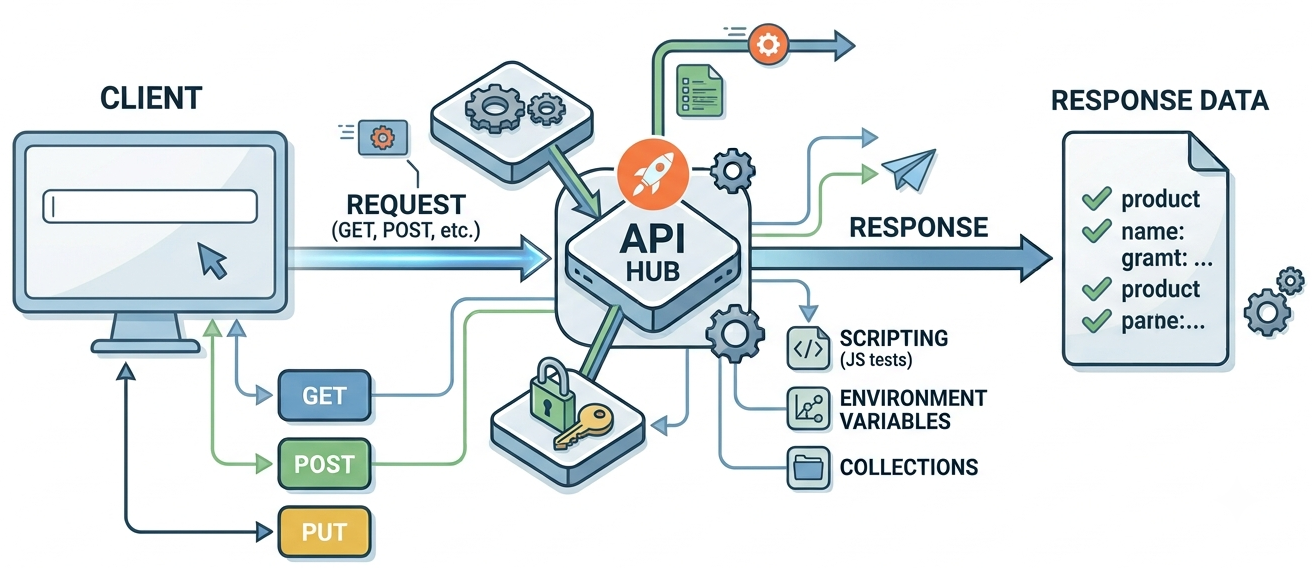 CLIENT
REQUEST
(GET, POST, etc.)
API
HUB
RESPONSE
RESPONSE DATA
product
name:
gramt: ...
product
parne:...
GET
POST
PUT
SCRIPTING
(JS tests)
ENVIRONMENT
VARIABLES
COLLECTIONS